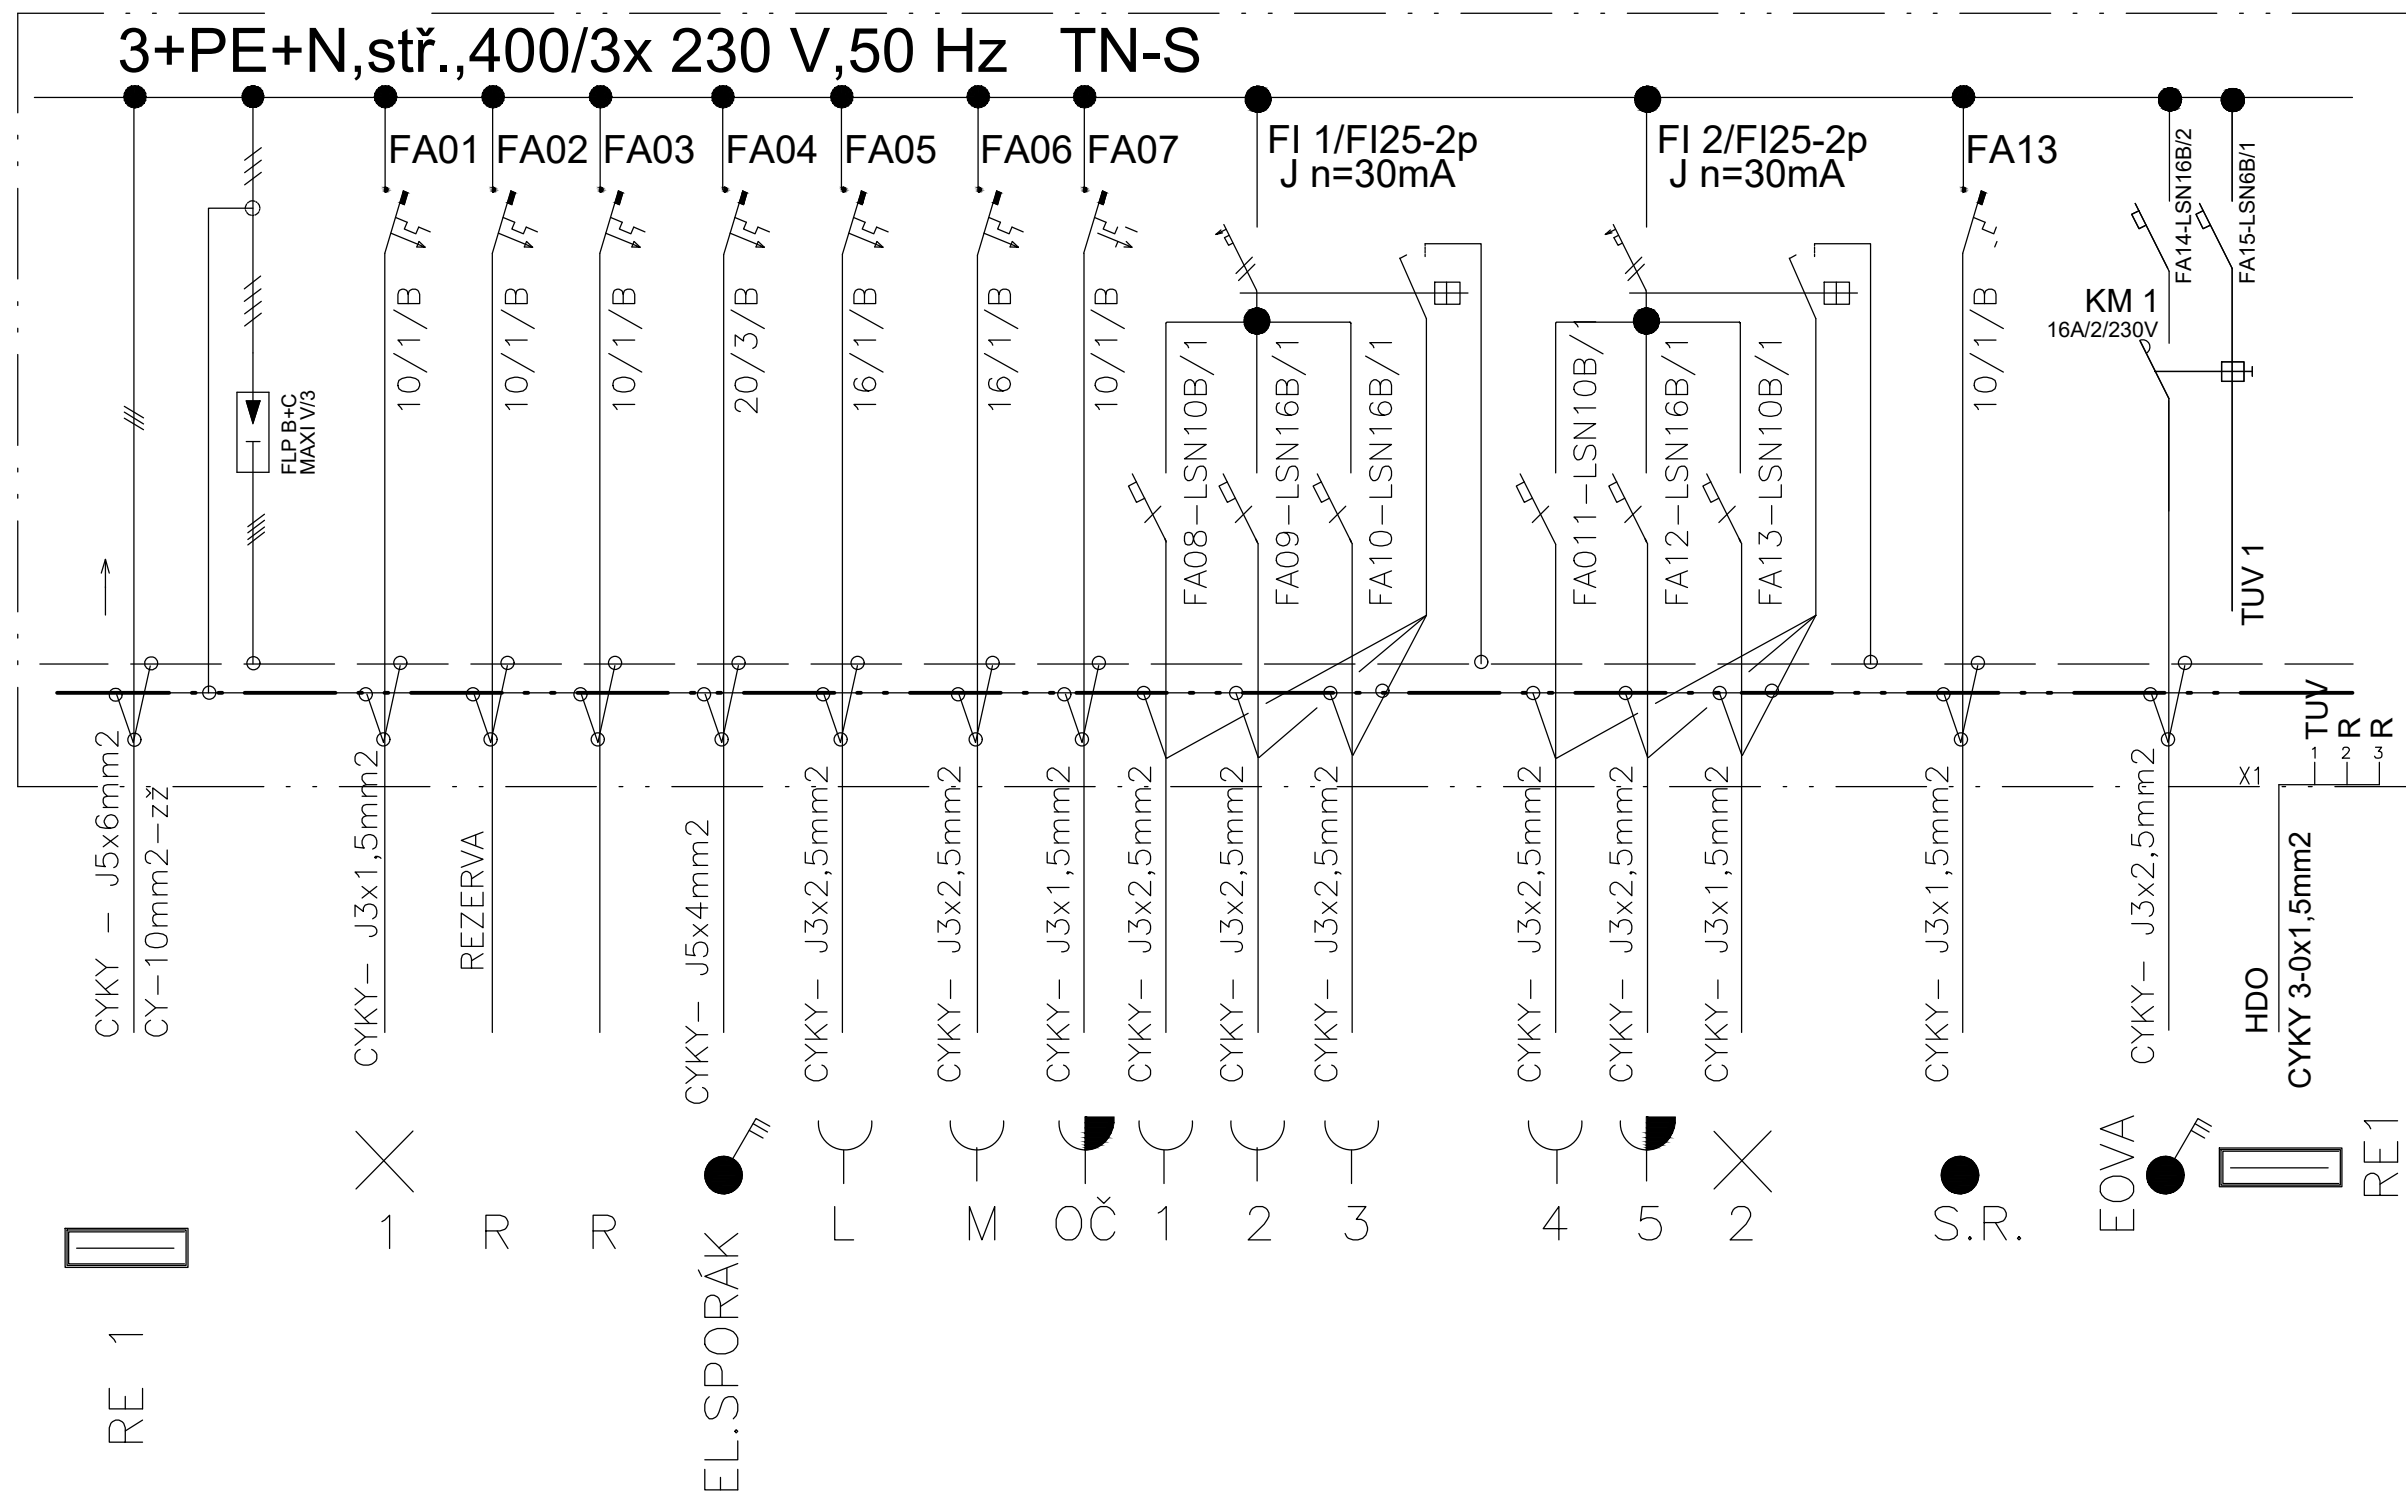 3+PE+N,stř.,400/3x 230 V,50 Hz TN-S
FA01
FA02
FA03
FA04
FA05
FA06
FA07
FI 1/FI25-2p
J n=30mA
FI 2/FI25-2p
J n=30mA
FA13
FA14-LSN16B/2
FA15-LSN6B/1
KM 1
16A/2/230V
10/1/B
10/1/B
10/1/B
20/3/B
16/1/B
16/1/B
10/1/B
10/1/B
FLP B+C
MAXI V/3
FA08-LSN10B/1
FA09-LSN16B/1
FA10-LSN16B/1
FA011-LSN10B/1
FA12-LSN16B/1
FA13-LSN10B/1
TUV 1
TUV
R
R
1
2
3
X1
CYKY - J5x6mm2
CY-10mm2-zž
CYKY- J3x1,5mm2
REZERVA
CYKY- J5x4mm2
CYKY- J3x2,5mm2
CYKY- J3x2,5mm2
CYKY- J3x1,5mm2
CYKY- J3x2,5mm2
CYKY- J3x2,5mm2
CYKY- J3x2,5mm2
CYKY- J3x2,5mm2
CYKY- J3x2,5mm2
CYKY- J3x1,5mm2
CYKY- J3x1,5mm2
CYKY- J3x2,5mm2
HDO
CYKY 3-0x1,5mm2
RE 1
1
R
R
EL.SPORÁK
L
M
OČ
1
2
3
4
5
2
S.R.
EOVA
RE1